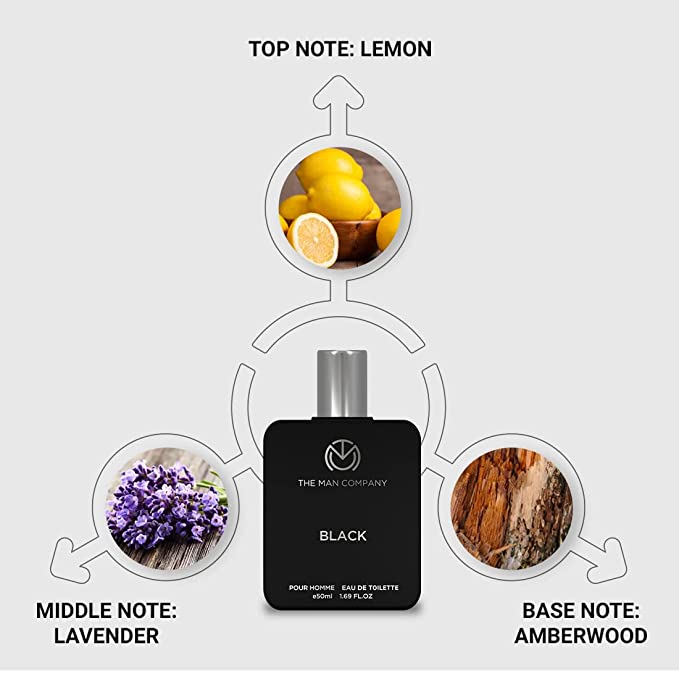 TOP NOTE: LEMON
THE MAN COMPANY
BLACK
POUR HOMME EAU DE TOILETTE
e50ml 1.69 FL.OZ
MIDDLE NOTE:
LAVENDER
BASE NOTE:
AMBERWOOD